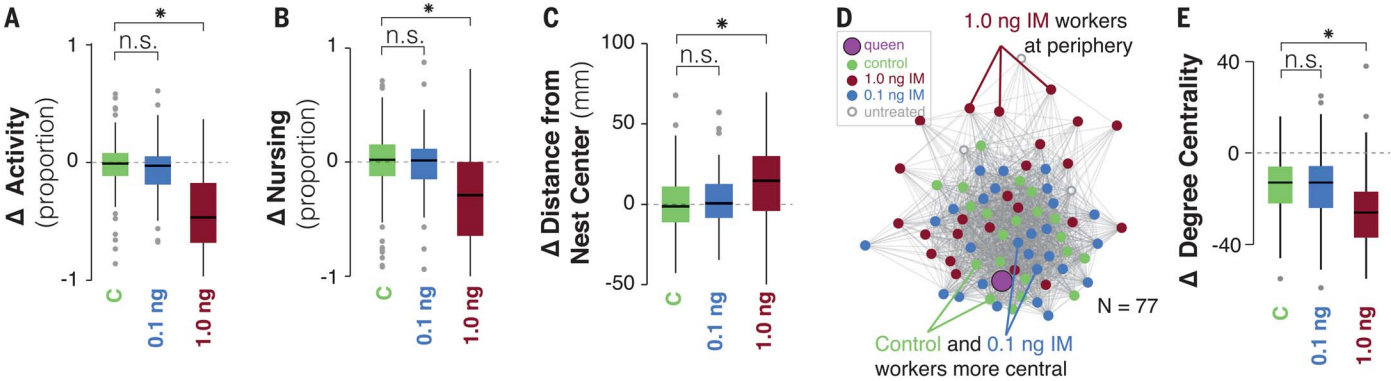 A
Δ Activity
(proportion)
1
0
-1
*
n.s.
C
0.1 ng
1.0 ng
B
Δ Nursing
(proportion)
1
0
-1
*
n.s.
C
0.1 ng
1.0 ng
C
Δ Distance from
Nest Center (mm)
100
50
0
-50
*
n.s.
C
0.1 ng
1.0 ng
D
1.0 ng IM workers
at periphery
queen
control
1.0 ng IM
0.1 ng IM
untreated
N = 77
Control and 0.1 ng IM
workers more central
E
Δ Degree Centrality
40
0
-40
*
n.s.
C
0.1 ng
1.0 ng